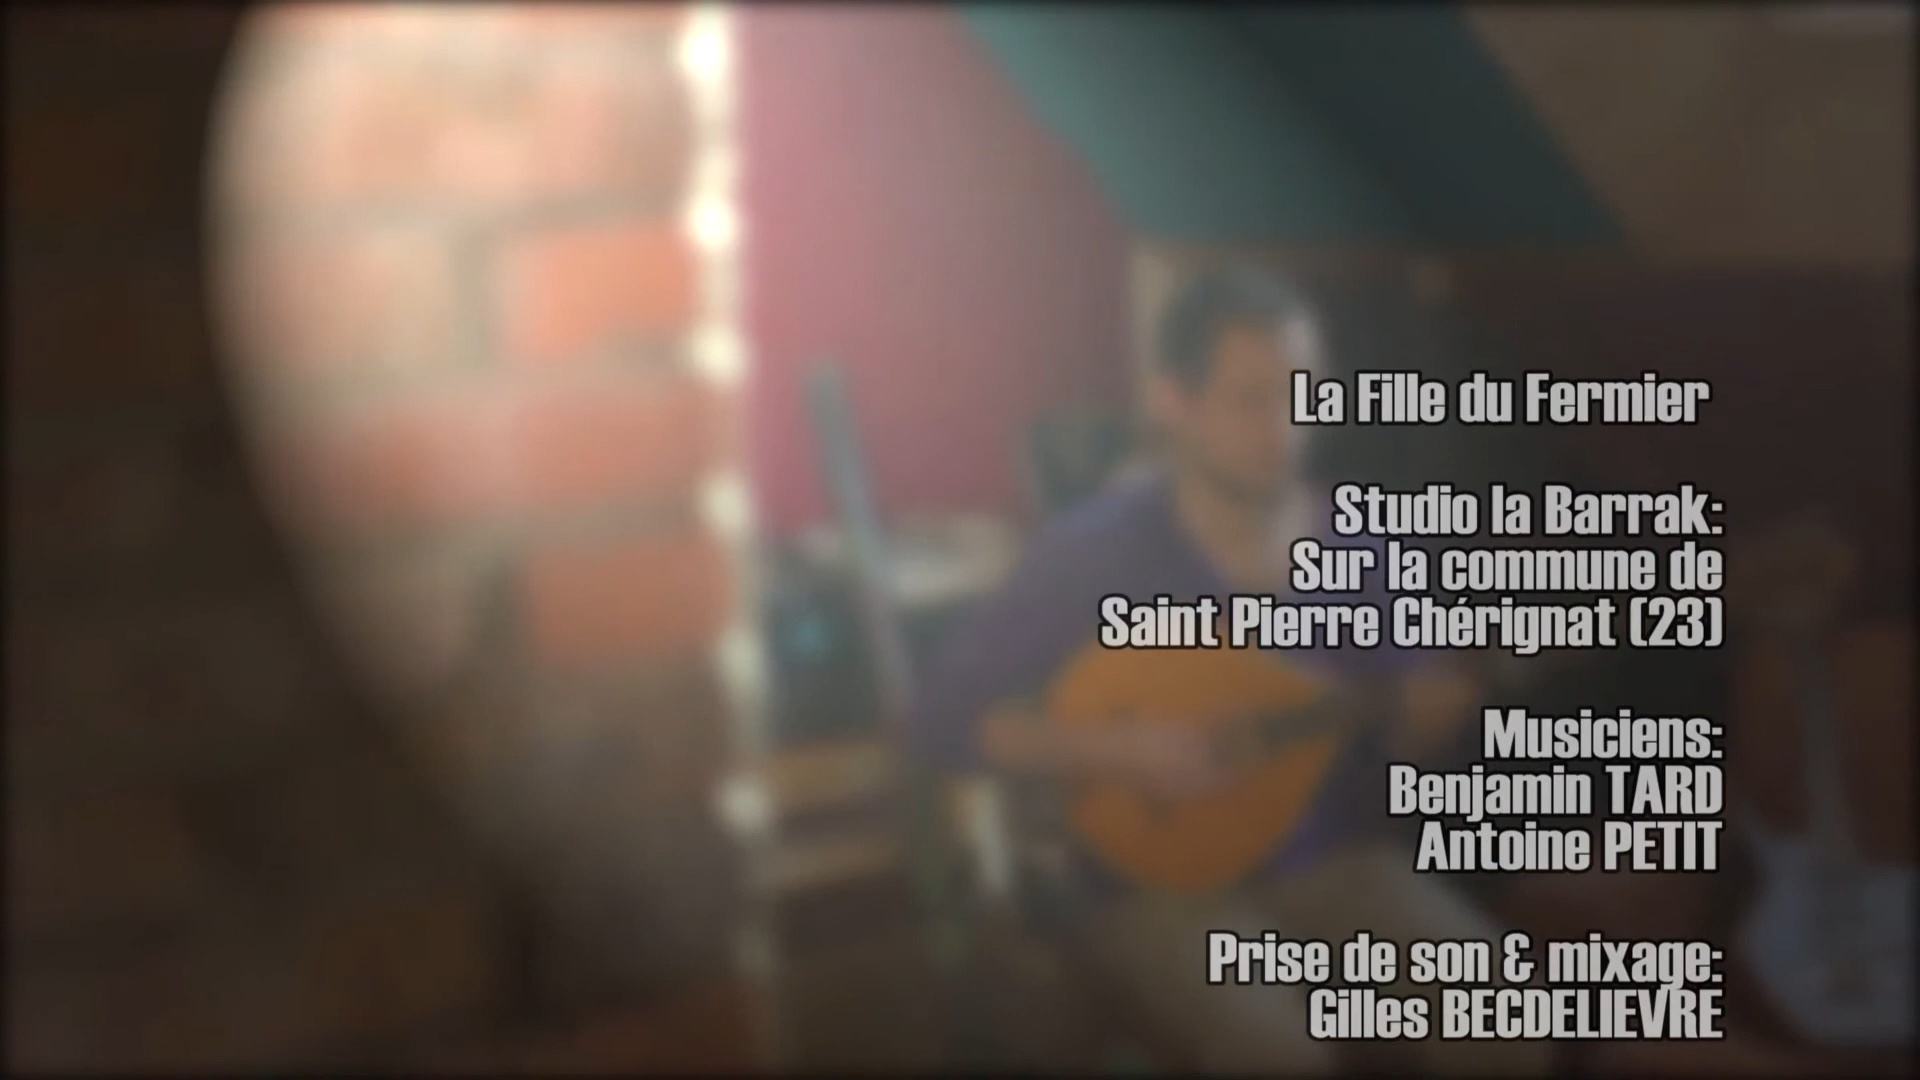 La Fille du Fermier
Studio la Barrak:
Sur la commune de
Saint Pierre Chérignat (23)
Musiciens:
Benjamin TARD
Antoine PETIT
Prise de son & mixage:
Gilles BECDELIEVRE